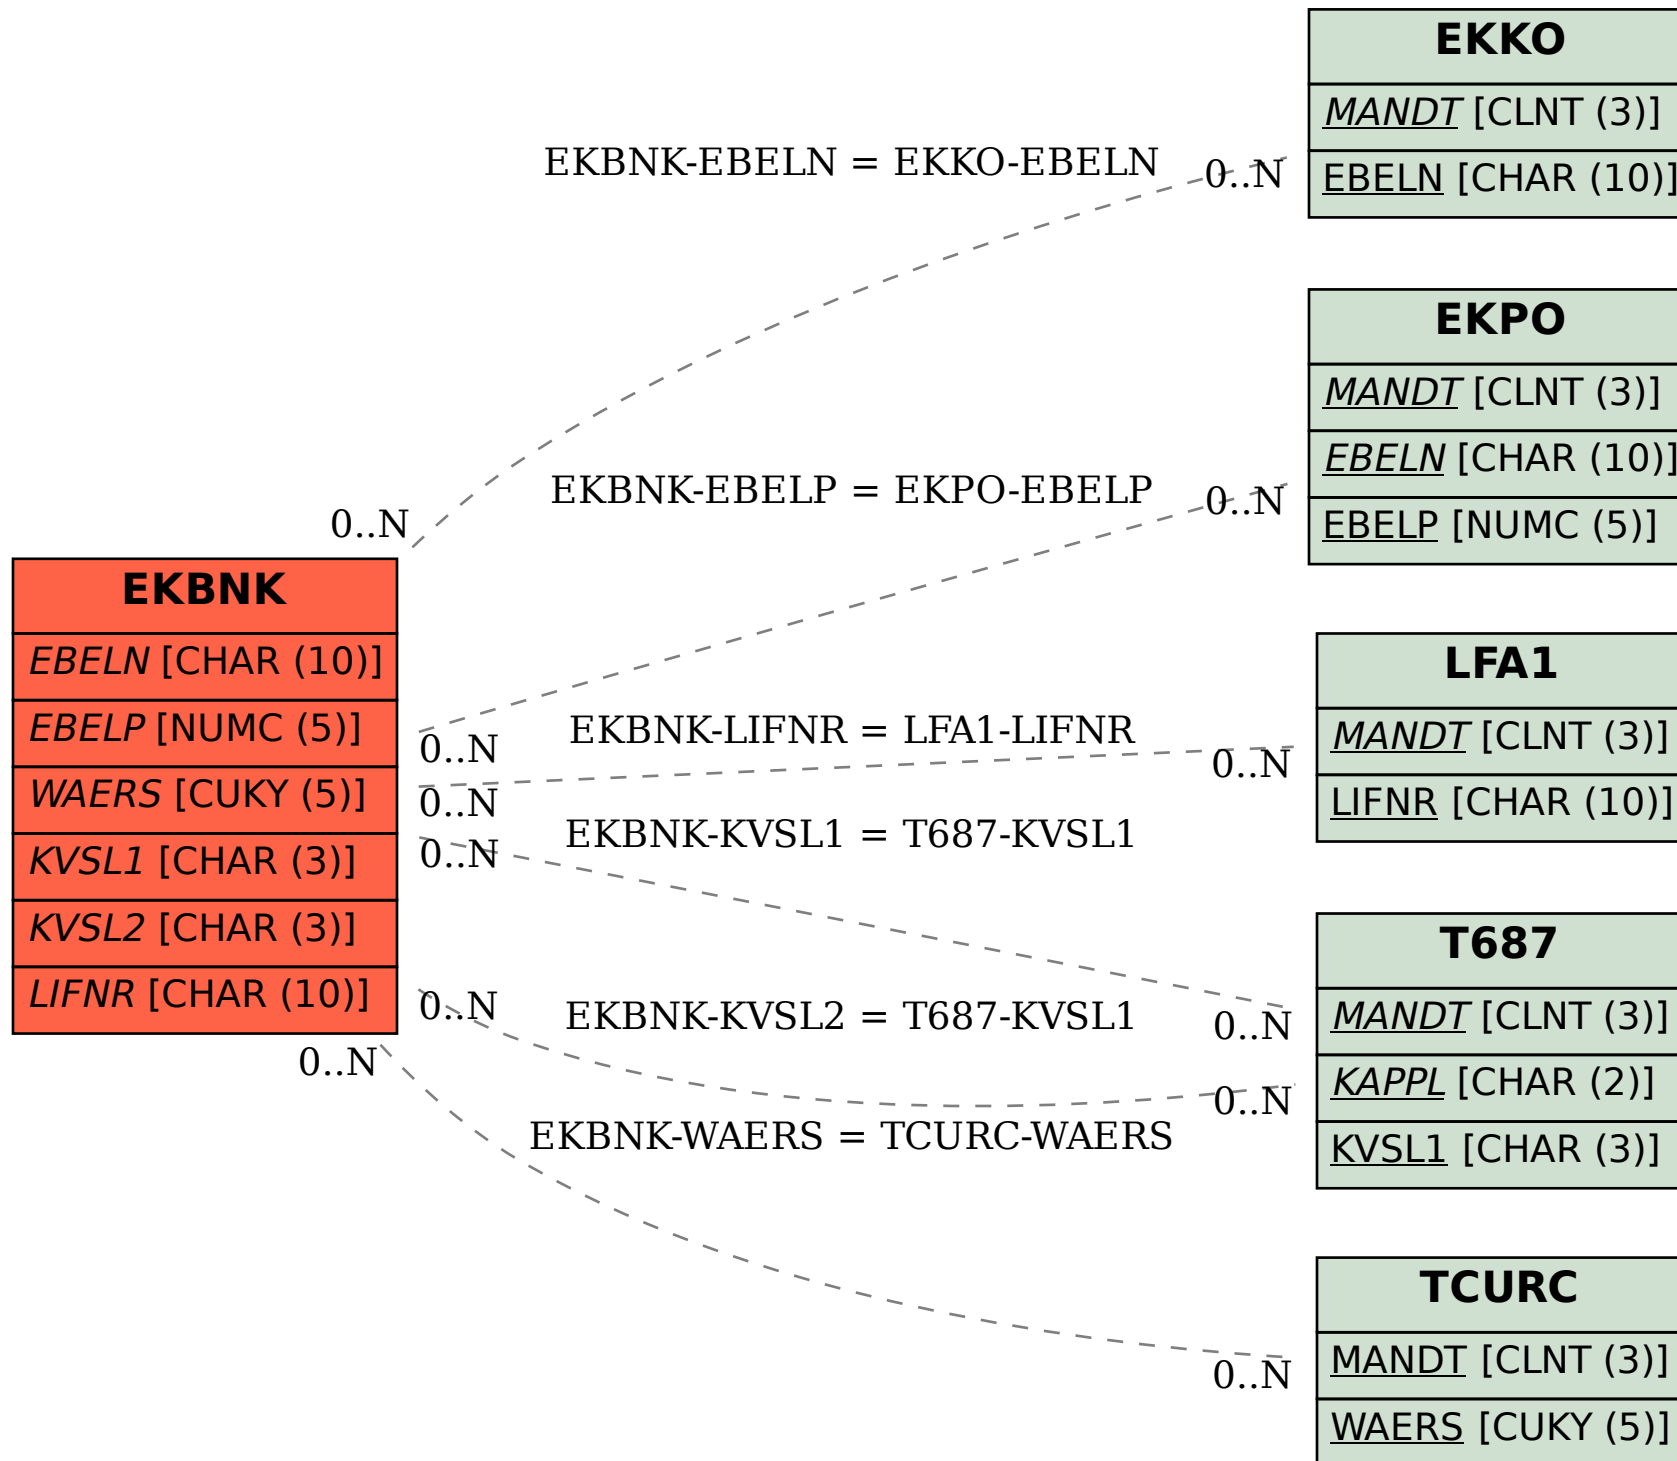 EKKO
MANDT [CLNT (3)]
EBELN [CHAR (10)]
EKBNK-EBELN = EKKO-EBELN
0..N
0..N
EKPO
MANDT [CLNT (3)]
EBELN [CHAR (10)]
EBELP [NUMC (5)]
EKBNK-EBELP = EKPO-EBELP
0..N
0..N
EKBNK
EBELN [CHAR (10)]
EBELP [NUMC (5)]
WAERS [CUKY (5)]
KVSL1 [CHAR (3)]
KVSL2 [CHAR (3)]
LIFNR [CHAR (10)]
LFA1
MANDT [CLNT (3)]
LIFNR [CHAR (10)]
EKBNK-LIFNR = LFA1-LIFNR
0..N
0..N
EKBNK-KVSL1 = T687-KVSL1
0..N
0..N
T687
MANDT [CLNT (3)]
KAPPL [CHAR (2)]
KVSL1 [CHAR (3)]
EKBNK-KVSL2 = T687-KVSL1
0..N
0..N
EKBNK-WAERS = TCURC-WAERS
0..N
0..N
TCURC
MANDT [CLNT (3)]
WAERS [CUKY (5)]